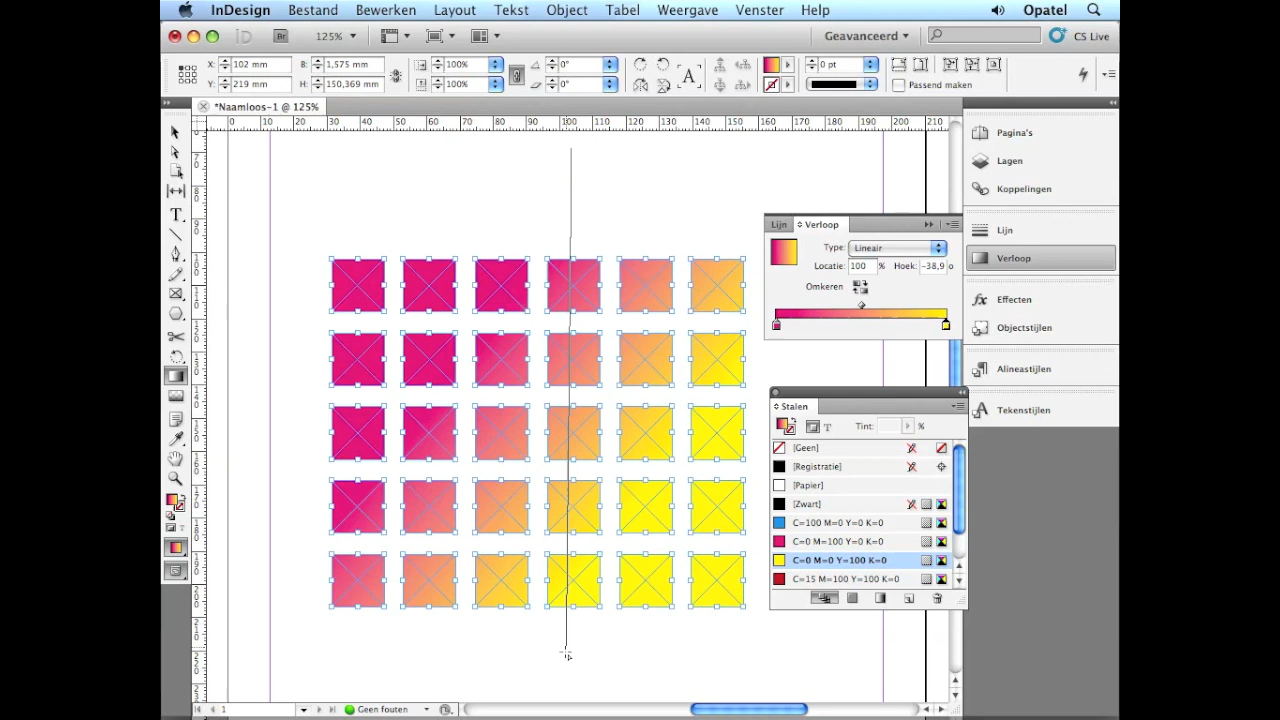 InDesign Bestand Bewerken Layout Tekst Object Tabel Weergave Venster Help Opatel
Br 125% Geavanceerd CS Live
X: 102 mm B: 1,575 mm 100% 0° 0 pt
Y: 219 mm H: 150,369 mm 100% 0° A Passend maken
*Naamloos-1 @ 125%
0 10 20 30 40 50 60 70 80 90 100 110 120 130 140 150 160 170 180 190 200 210
Pagina's
Lagen
Koppelingen
Lijn
Verloop
Effecten
Objectstijlen
Alineastijlen
Tekenstijlen
Lijn Verloop
Type: Lineair
Locatie: 100 % Hoek: -38,9 °
Omkeren
Stalen
T Tint: %
[Geen]
[Registratie]
[Papier]
[Zwart]
C=100 M=0 Y=0 K=0
C=0 M=100 Y=0 K=0
C=0 M=0 Y=100 K=0
C=15 M=100 Y=100 K=0
1 Geen fouten